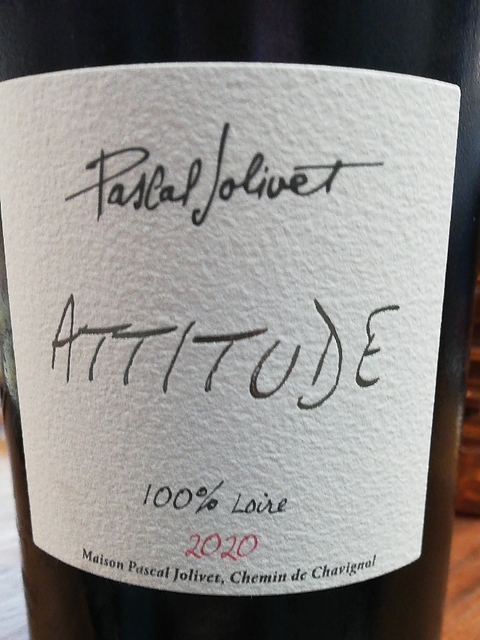 Pascal Jolivet
ATTITUDE
100% Loire
2020
Maison Pascal Jolivet, Chemin de Chavignol